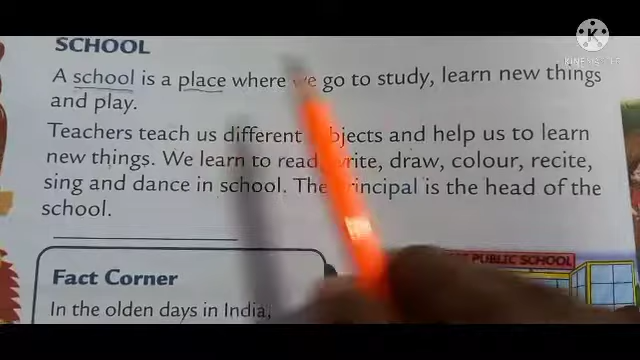 SCHOOL
A school is a place where we go to study, learn new things
and play.
Teachers teach us different and help us to learn
new things. We learn to read, write, draw, colour, recite,
sing and dance in school. The principal is the head of the
school.
Fact Corner
In the olden days in India,
PUBLIC SCHOOL
K
KINEMASTER